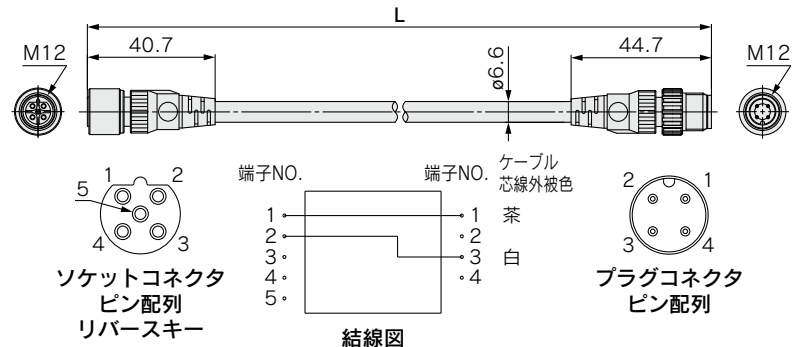 L
40.7
44.7
M12
M12
ø6.6
端子NO.
端子NO.
ケーブル
芯線外被色
1
2
5
4
3
ソケットコネクタ
ピン配列
リバースキー
1
2
3
4
5
1 茶
2
3 白
4
結線図
2
1
3
4
プラグコネクタ
ピン配列